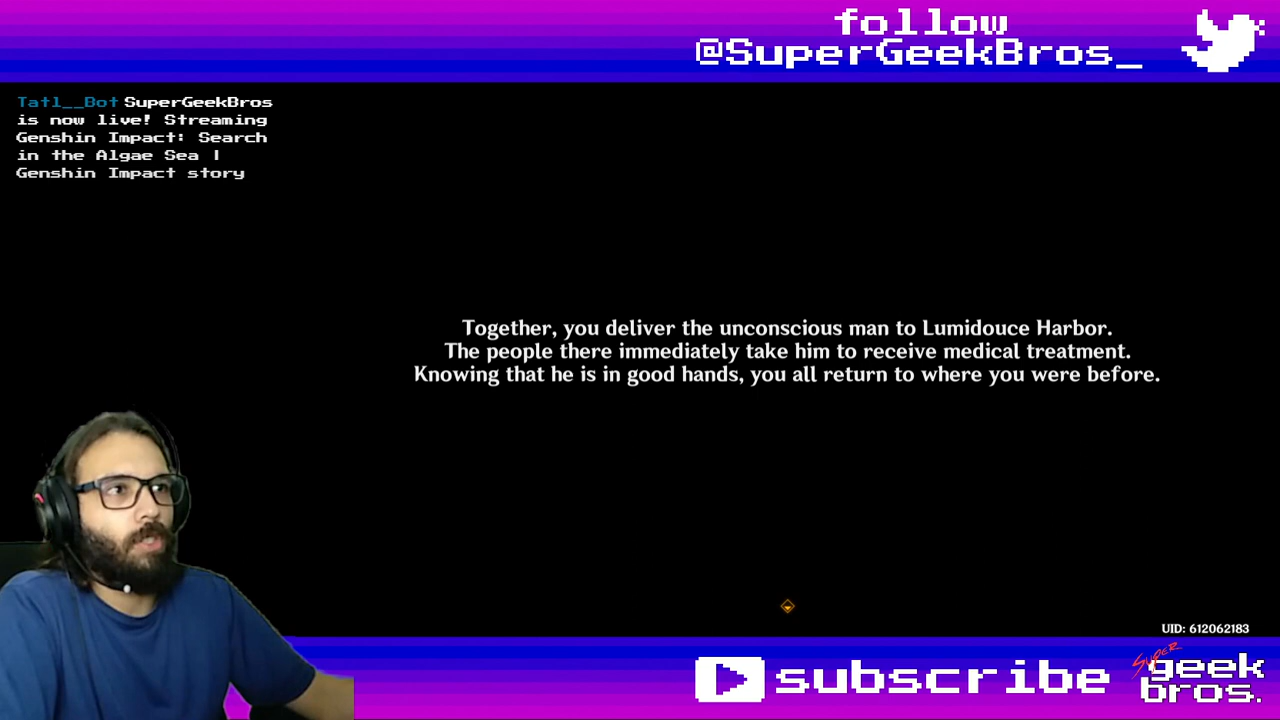 follow
@SuperGeekBros_
Tatl__Bot SuperGeekBros
is now live! Streaming
Genshin Impact: Search
in the Algae Sea |
Genshin Impact story
Together, you deliver the unconscious man to Lumidouce Harbor.
The people there immediately take him to receive medical treatment.
Knowing that he is in good hands, you all return to where you were before.
UID: 612062183
subscribe
SUPER
geek
bros.